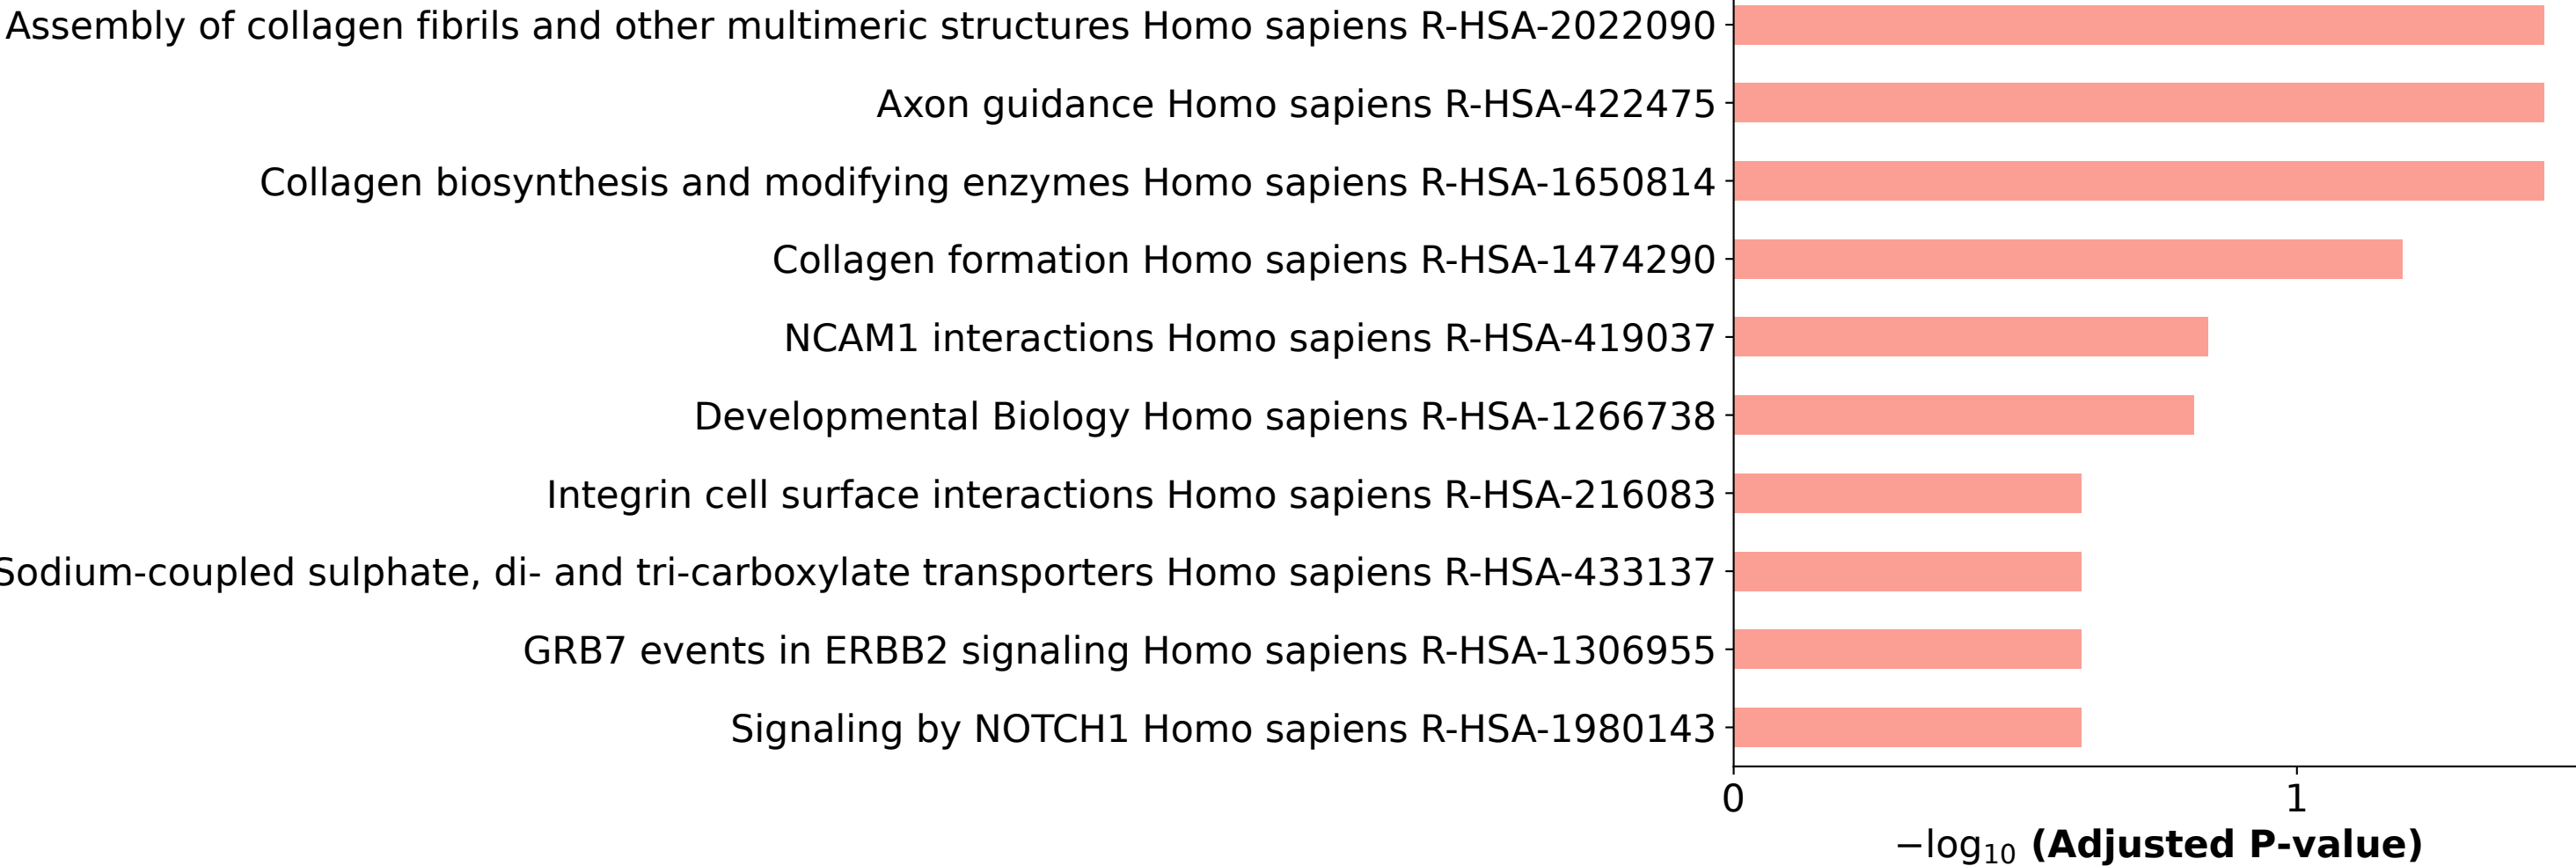 Assembly of collagen fibrils and other multimeric structures Homo sapiens R-HSA-2022090
Axon guidance Homo sapiens R-HSA-422475
Collagen biosynthesis and modifying enzymes Homo sapiens R-HSA-1650814
Collagen formation Homo sapiens R-HSA-1474290
NCAM1 interactions Homo sapiens R-HSA-419037
Developmental Biology Homo sapiens R-HSA-1266738
Integrin cell surface interactions Homo sapiens R-HSA-216083
Sodium-coupled sulphate, di- and tri-carboxylate transporters Homo sapiens R-HSA-433137
GRB7 events in ERBB2 signaling Homo sapiens R-HSA-1306955
Signaling by NOTCH1 Homo sapiens R-HSA-1980143
0 1
−log₁₀ (Adjusted P-value)